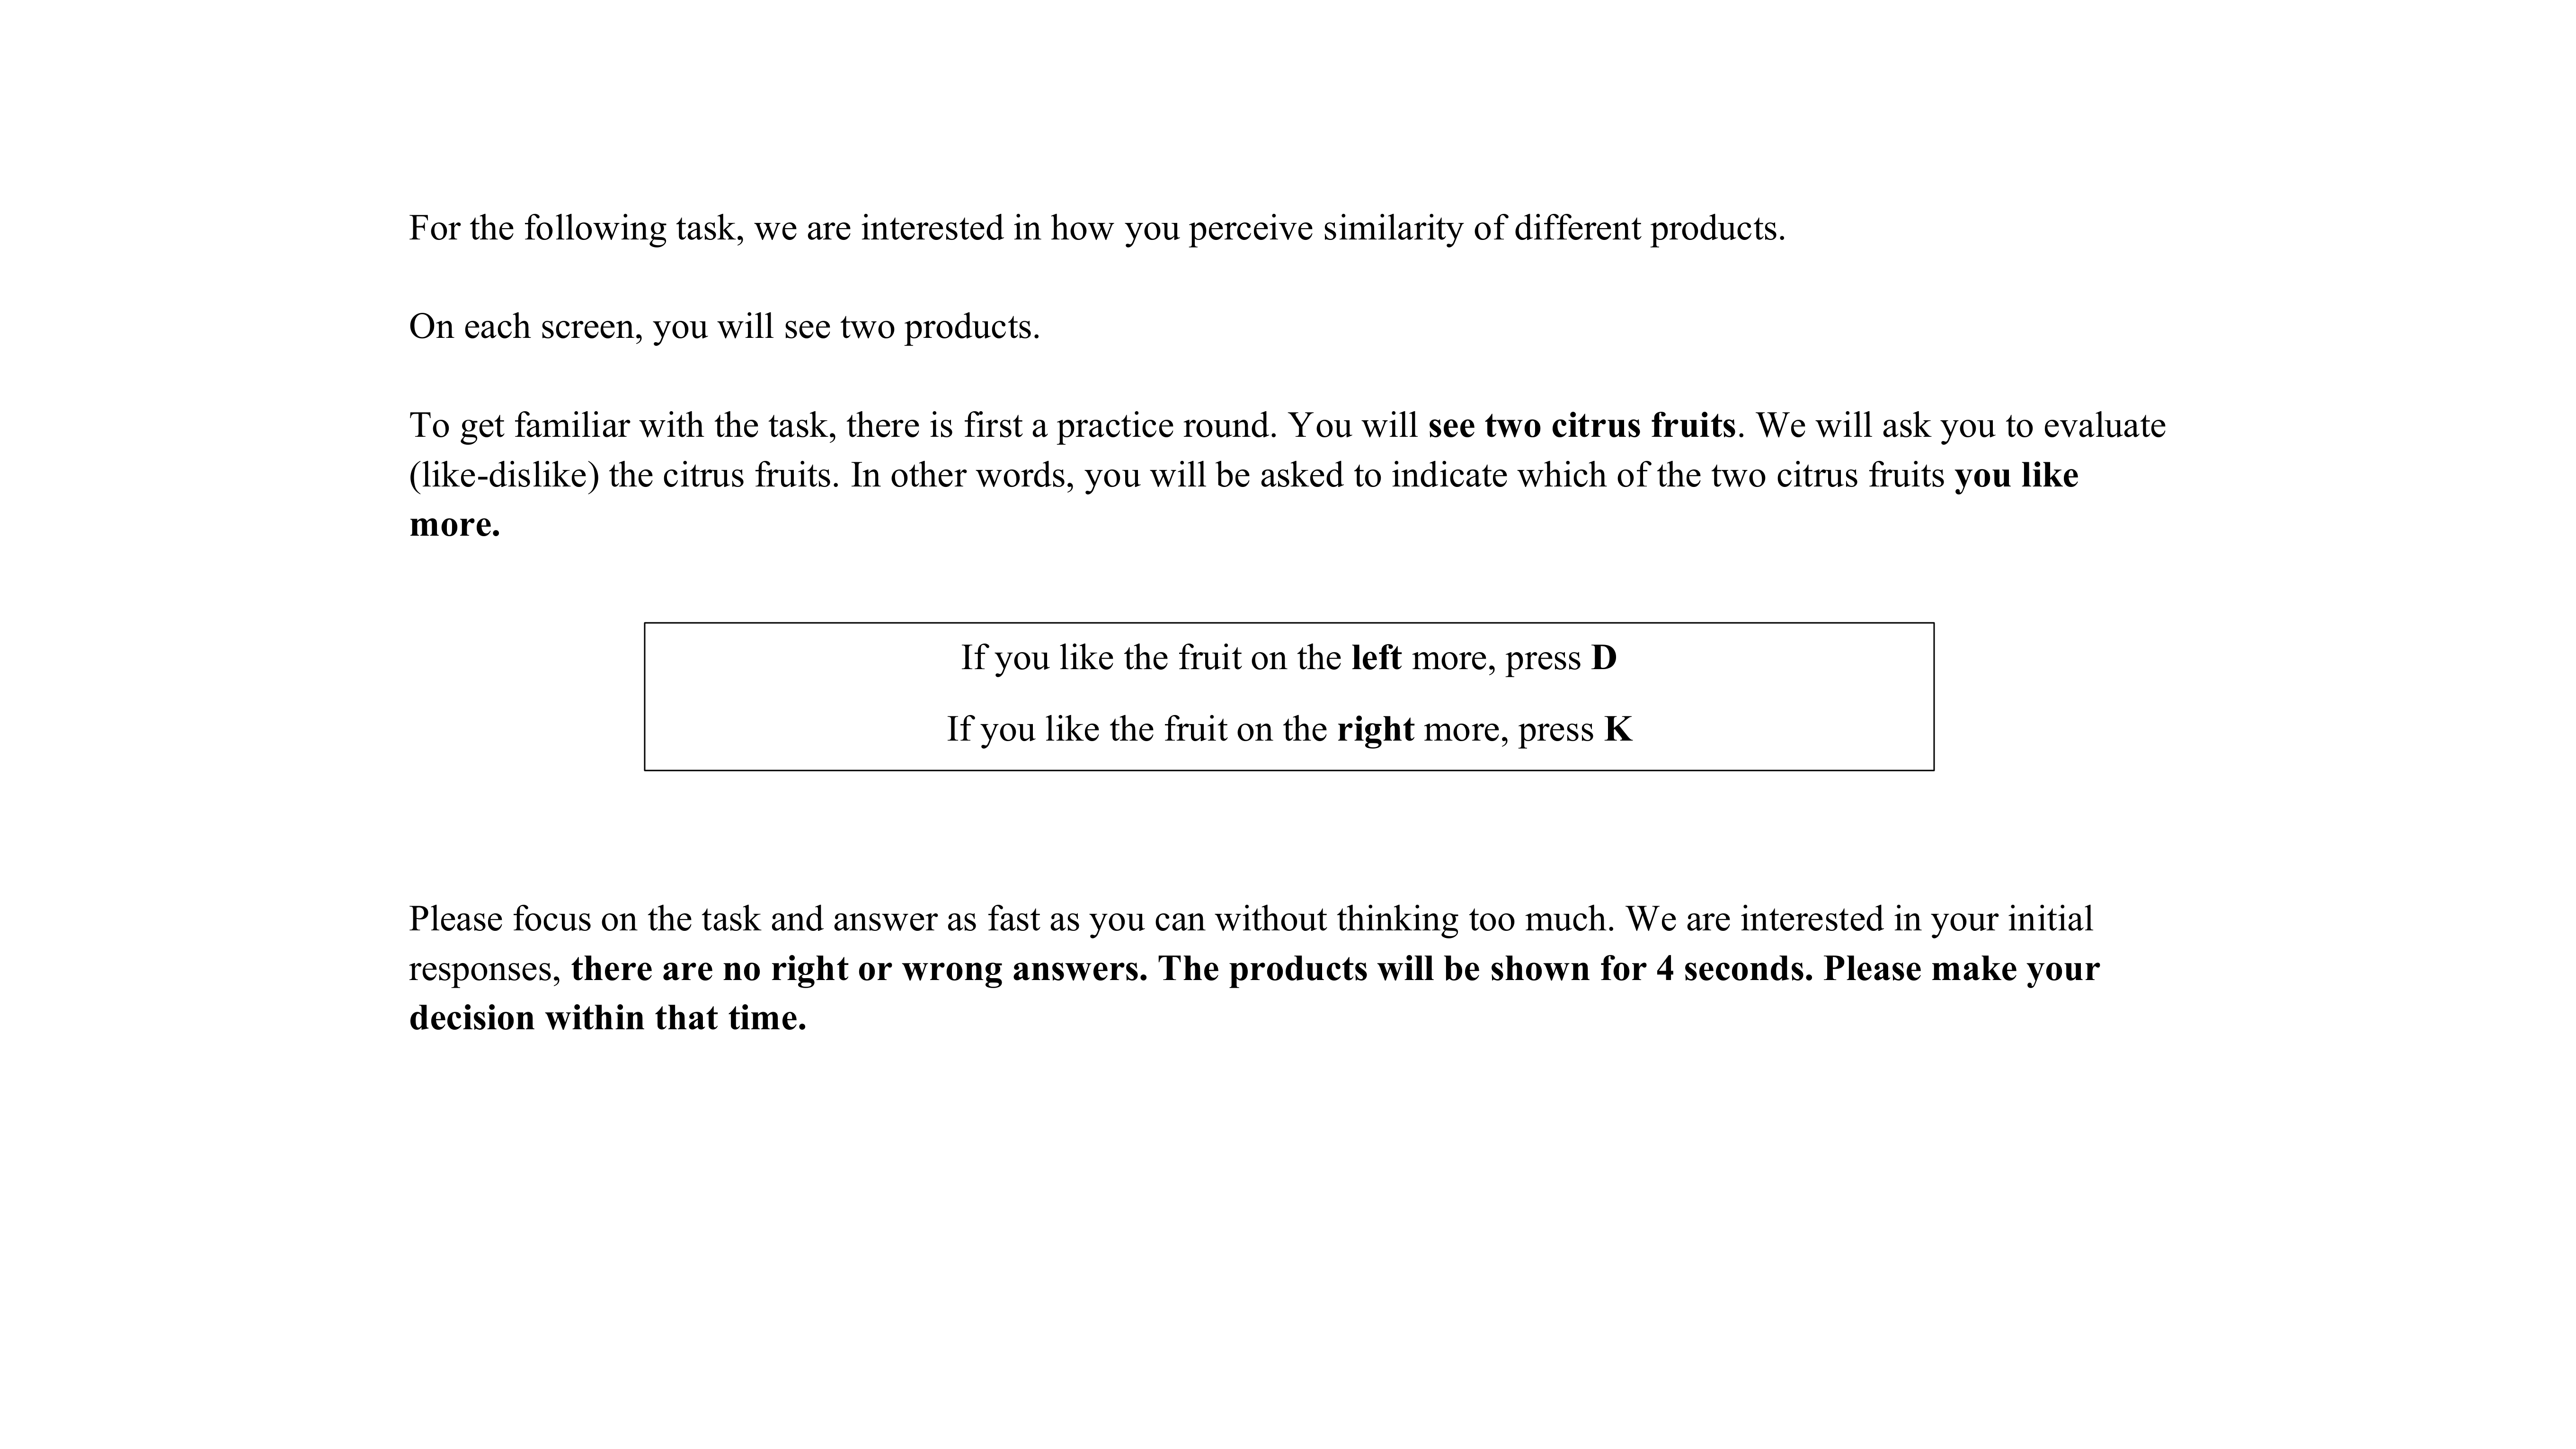 For the following task, we are interested in how you perceive similarity of different products.
On each screen, you will see two products.
To get familiar with the task, there is first a practice round. You will see two citrus fruits. We will ask you to evaluate
(like-dislike) the citrus fruits. In other words, you will be asked to indicate which of the two citrus fruits you like
more.
If you like the fruit on the left more, press D
If you like the fruit on the right more, press K
Please focus on the task and answer as fast as you can without thinking too much. We are interested in your initial
responses, there are no right or wrong answers. The products will be shown for 4 seconds. Please make your
decision within that time.